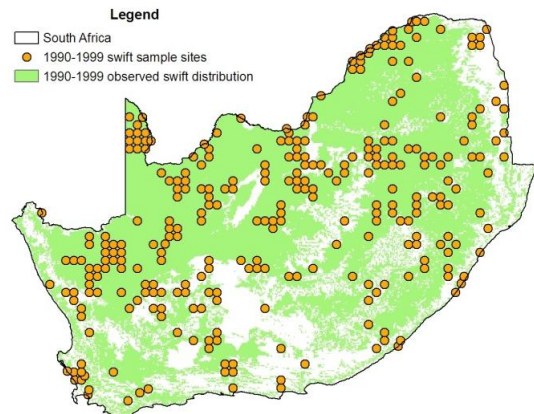 Legend
South Africa
1990-1999 swift sample sites
1990-1999 observed swift distribution